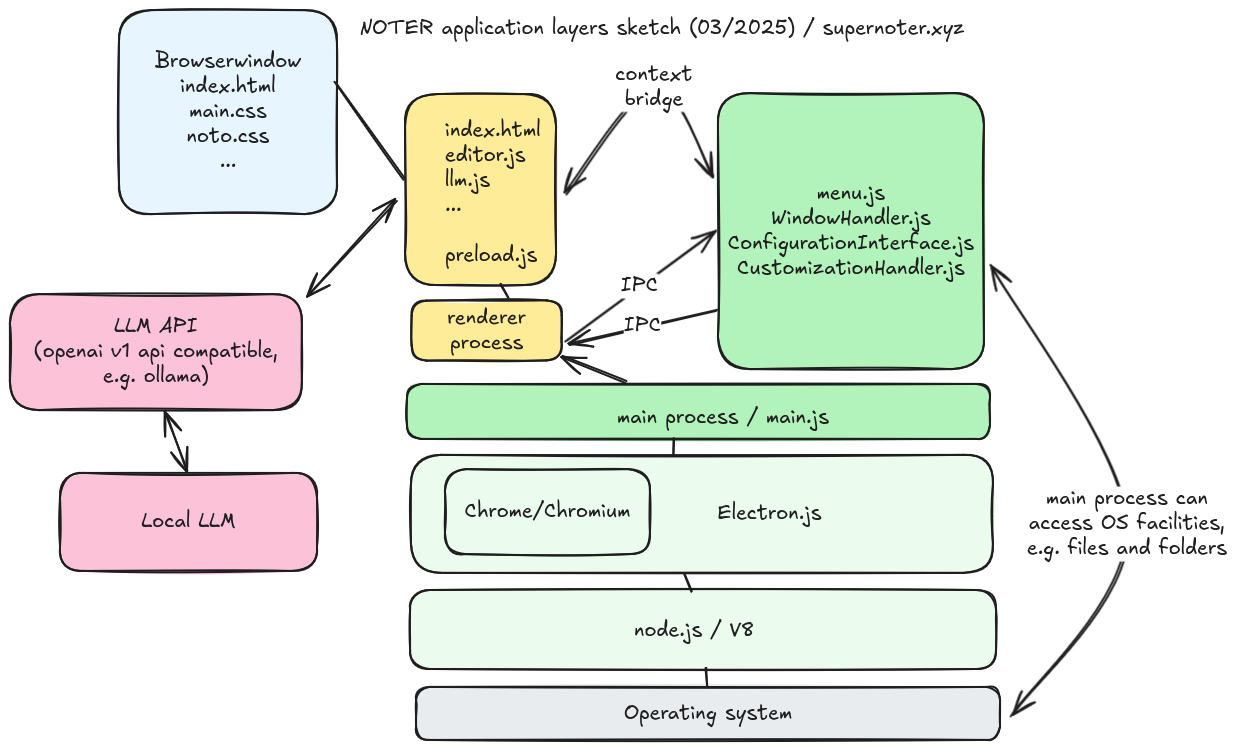 NOTER application layers sketch (03/2025) / supernoter.xyz
Browserwindow
index.html
main.css
noto.css
...
context
bridge
index.html
editor.js
llm.js
...
preload.js
menu.js
WindowHandler.js
ConfigurationInterface.js
CustomizationHandler.js
IPC
IPC
renderer
process
LLM API
(openai v1 api compatible,
e.g. ollama)
main process / main.js
Local LLM
Chrome/Chromium
Electron.js
main process can
access OS facilities,
e.g. files and folders
node.js / V8
Operating system